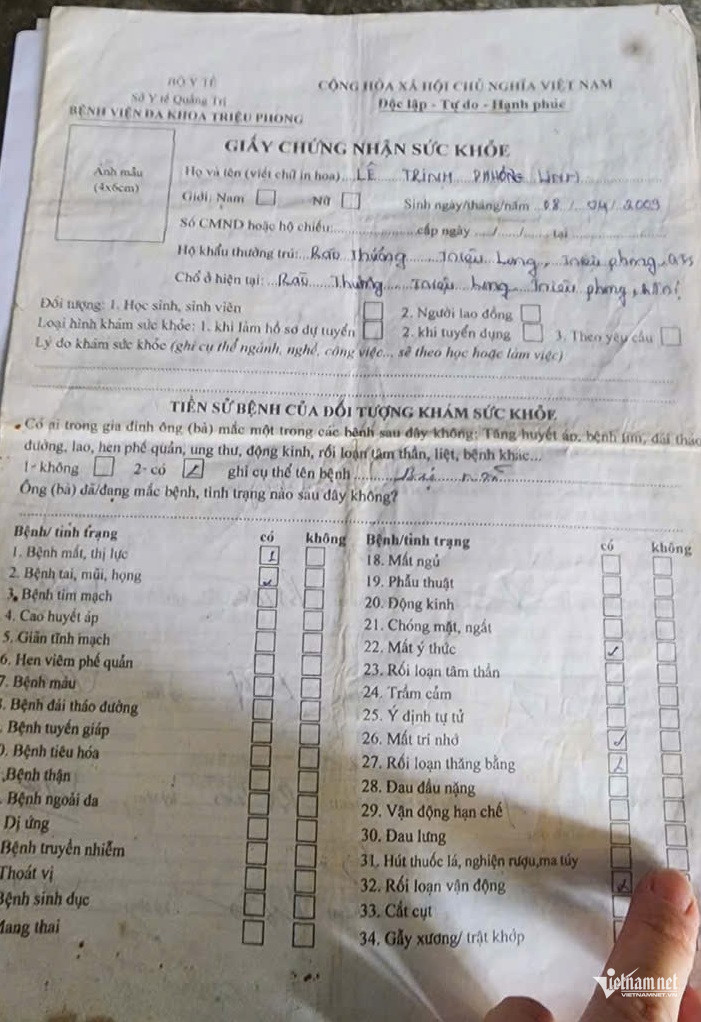 BỘ Y TẾ
Sở Y tế Quảng Trị
BỆNH VIỆN ĐA KHOA TRIỆU PHONG
CỘNG HÒA XÃ HỘI CHỦ NGHĨA VIỆT NAM
Độc lập - Tự do - Hạnh phúc
GIẤY CHỨNG NHẬN SỨC KHỎE
Ảnh mẫu
(4x6cm)
Họ và tên (viết chữ in hoa)....LÊ TRỊNH PHHÔNG LINH
Giới: Nam Nữ Sinh ngày/tháng/năm ..08../..04../..2009
Số CMND hoặc hộ chiếu:..........cấp ngày ...../....../...... tại ..........
Hộ khẩu thường trú:...Thượng... Triệu Long, Triệu phong,
Chỗ ở hiện tại:...Thượng... Triệu Long Triệu phong,
Đối tượng: 1. Học sinh, sinh viên 2. Người lao động
Loại hình khám sức khỏe: 1. khi làm hồ sơ dự tuyển 2. khi tuyển dụng 3. Theo yêu cầu
Lý do khám sức khỏe (ghi cụ thể ngành, nghề, công việc... sẽ theo học hoặc làm việc)
TIỀN SỬ BỆNH CỦA ĐỐI TƯỢNG KHÁM SỨC KHỎE
Có ai trong gia đình ông (bà) mắc một trong các bệnh sau đây không: Tăng huyết áp, bệnh tim, đái tháo
đường, lao, hen phế quản, ung thư, động kinh, rối loạn tâm thần, liệt, bệnh khác...
1- không 2- có ghi cụ thể tên bệnh
Ông (bà) đã/đang mắc bệnh, tình trạng nào sau đây không?
Bệnh/ tình trạng có không
1. Bệnh mắt, thị lực
2. Bệnh tai, mũi, họng
3. Bệnh tim mạch
4. Cao huyết áp
5. Giãn tĩnh mạch
6. Hen viêm phế quản
7. Bệnh máu
. Bệnh đái tháo đường
. Bệnh tuyến giáp
. Bệnh tiêu hóa
Bệnh thận
. Bệnh ngoài da
Dị ứng
Bệnh truyền nhiễm
Thoát vị
Bệnh sinh dục
Mang thai
Bệnh/tình trạng có không
18. Mất ngủ
19. Phẫu thuật
20. Động kinh
21. Chóng mặt, ngất
22. Mất ý thức
23. Rối loạn tâm thần
24. Trầm cảm
25. Ý định tự tử
26. Mất trí nhớ
27. Rối loạn thăng bằng
28. Đau đầu nặng
29. Vận động hạn chế
30. Đau lưng
31. Hút thuốc lá, nghiện rượu,ma túy
32. Rối loạn vận động
33. Cắt cụt
34. Gẫy xương/ trật khớp
Vietnamnet
VIETNAMNET.VN